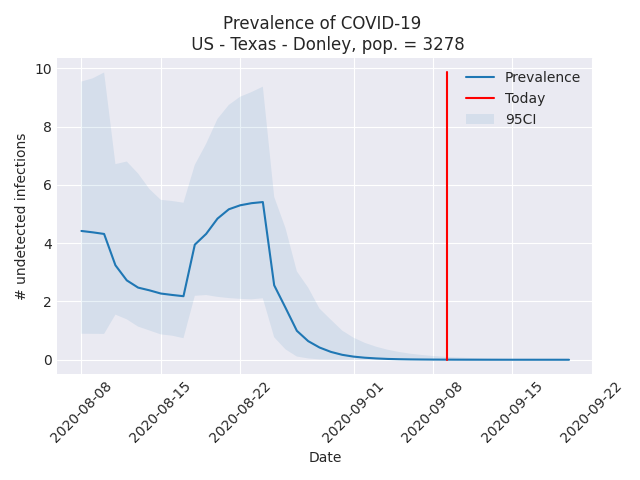 Prevalence of COVID-19
US - Texas - Donley, pop. = 3278
10
8
6
4
2
0
# undetected infections
Prevalence
Today
95CI
2020-08-08
2020-08-15
2020-08-22
2020-09-01
2020-09-08
2020-09-15
2020-09-22
Date